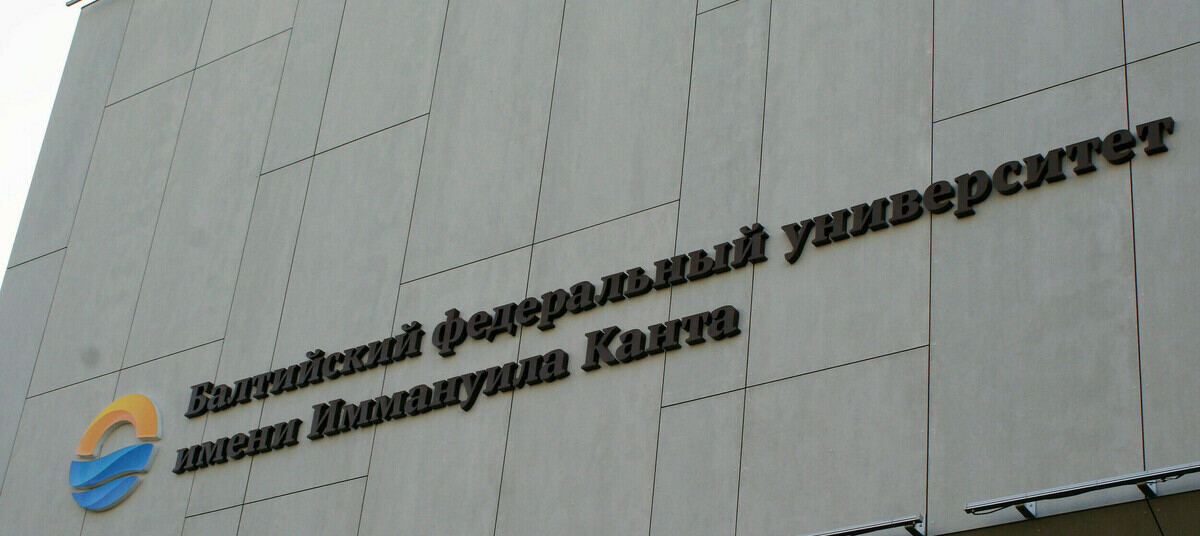 Балтийский федеральный университет
имени Иммануила Канта